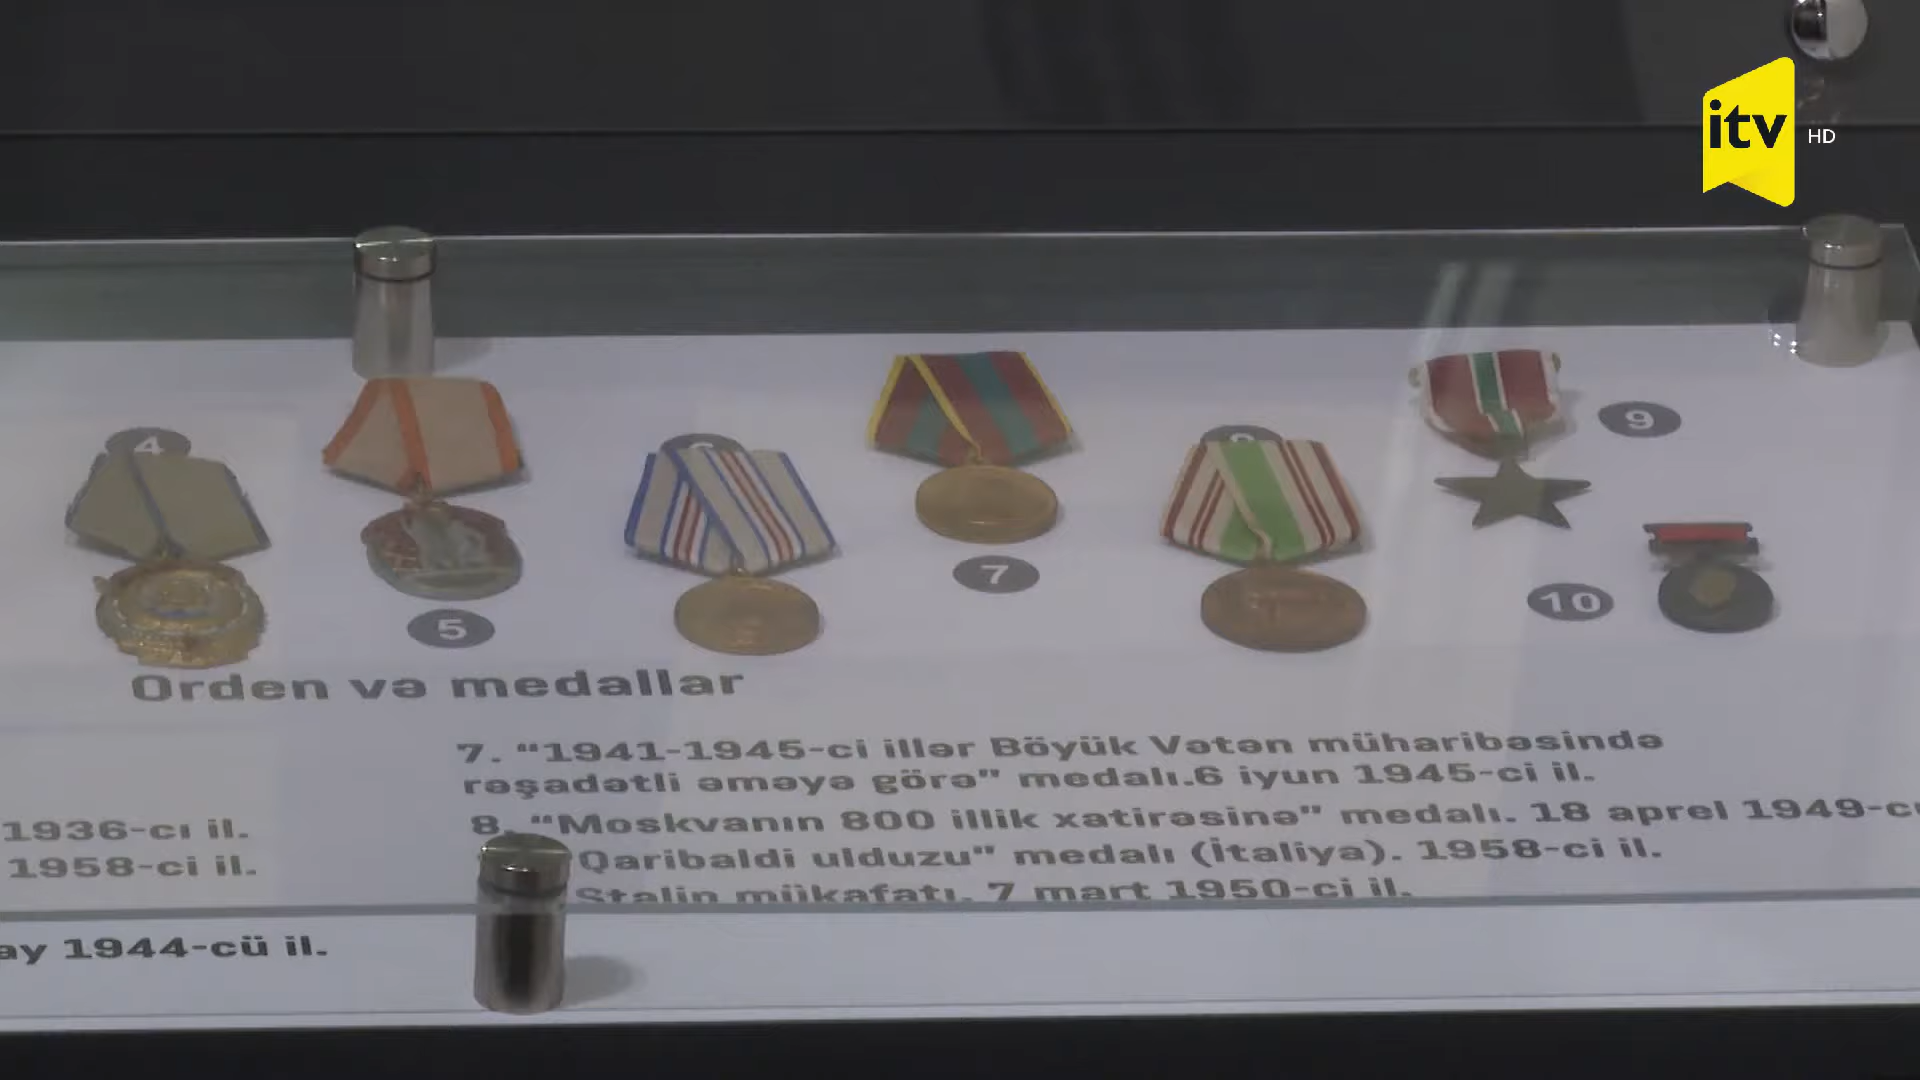 itv HD
4
9
7
10
5
Orden və medallar
7. “1941-1945-ci illər Böyük Vətən müharibəsində
rəşadətli əməyə görə” medalı.6 iyun 1945-ci il.
1936-cı il.
8. “Moskvanın 800 illik xatirəsinə” medalı. 18 aprel 1949-c
1958-ci il.
Qaribaldi ulduzu” medalı (İtaliya). 1958-ci il.
Stalin mükafatı. 7 mart 1950-ci il.
ay 1944-cü il.